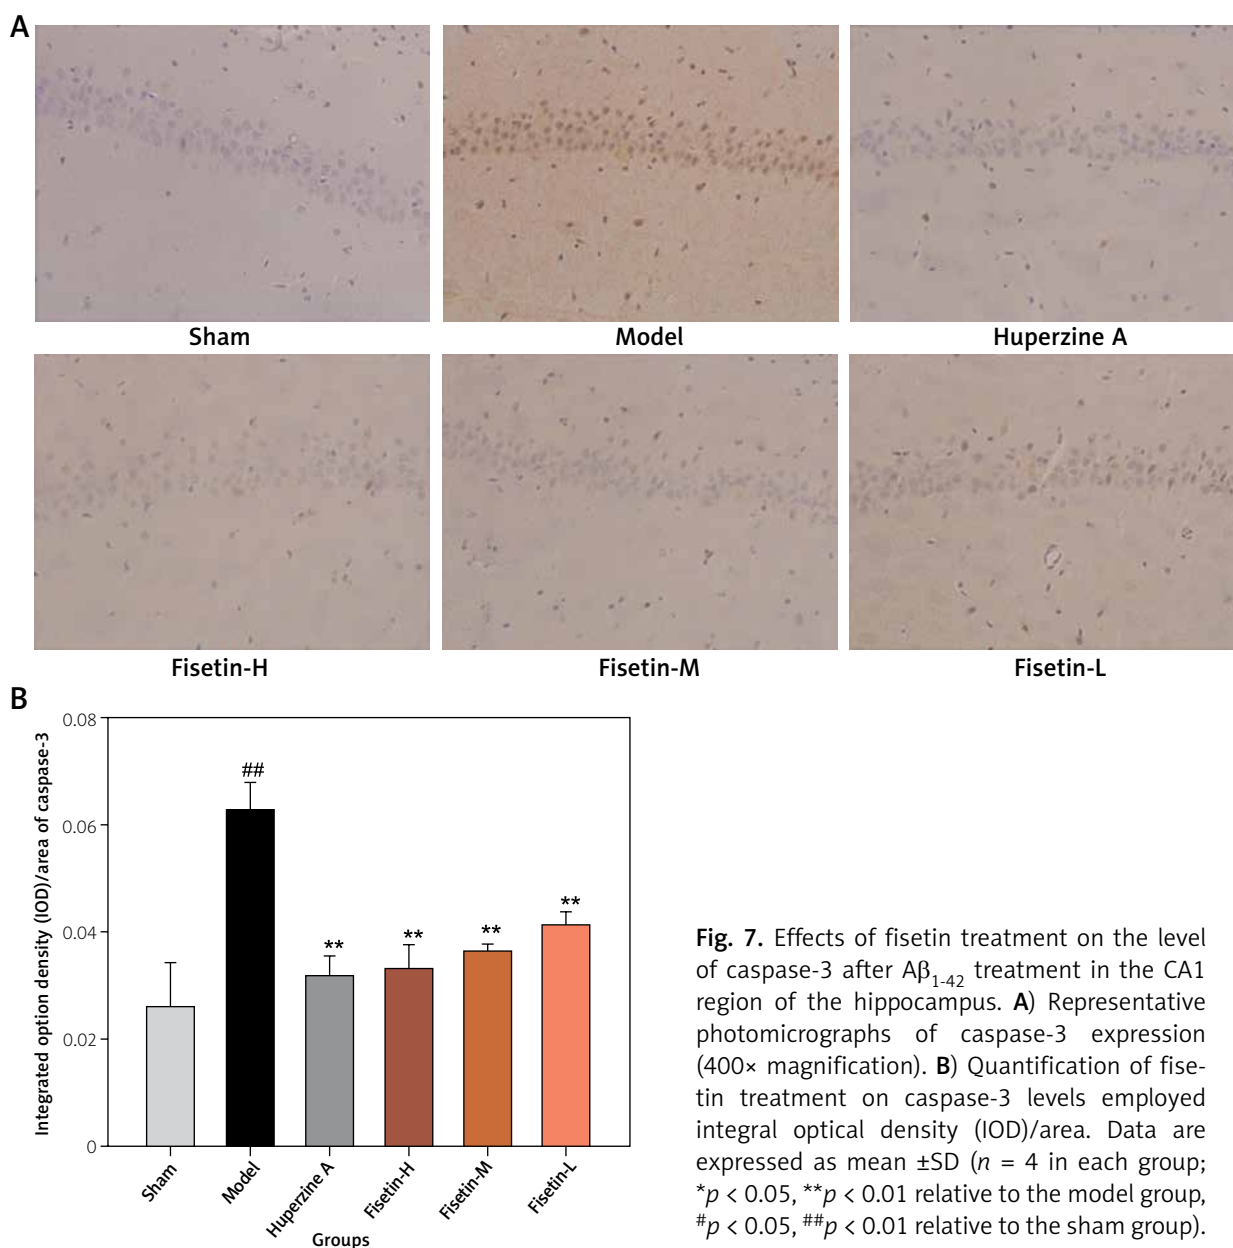 A
Sham
Model
Huperzine A
Fisetin-H
Fisetin-M
Fisetin-L
B
Integrated option density (IOD)/area of caspase-3
0.08
0.06
0.04
0.02
0
##
**
**
**
**
Sham
Model
Huperzine A
Fisetin-H
Fisetin-M
Fisetin-L
Groups
Fig. 7. Effects of fisetin treatment on the level
of caspase-3 after Aβ1-42 treatment in the CA1
region of the hippocampus. A) Representative
photomicrographs of caspase-3 expression
(400× magnification). B) Quantification of fise-
tin treatment on caspase-3 levels employed
integral optical density (IOD)/area. Data are
expressed as mean ±SD (n = 4 in each group;
*p < 0.05, **p < 0.01 relative to the model group,
#p < 0.05, ##p < 0.01 relative to the sham group).